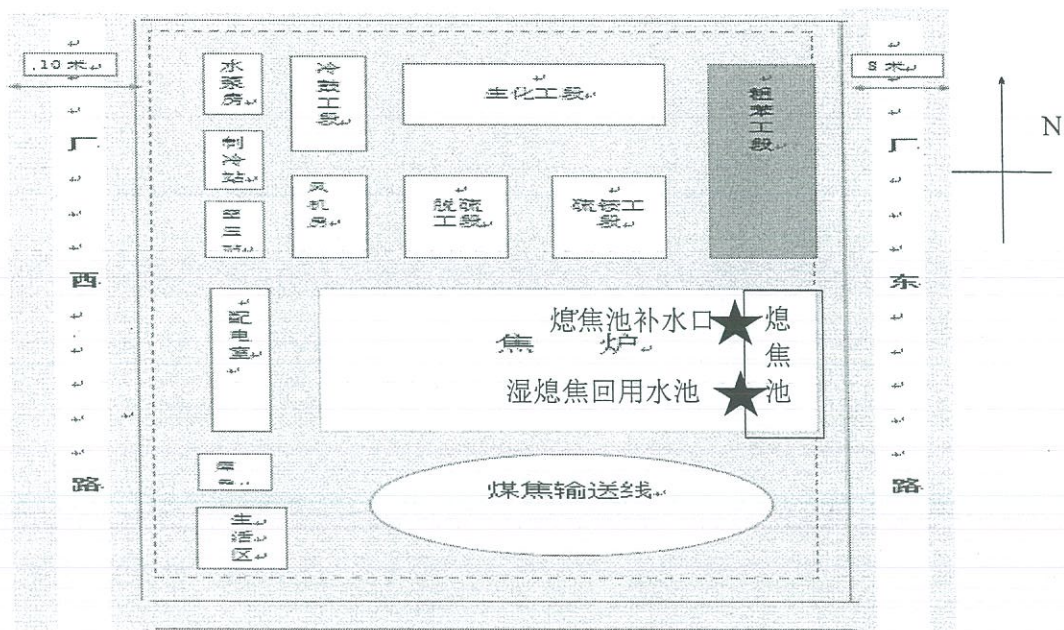 10 米
8 米
水泵房
冷鼓工段
生化工段
粗苯工段
N
制冷站
风机房
脱硫工段
硫铵工段
厂西路
厂东路
配电室
焦 炉
熄焦池补水口
湿熄焦回用水池
熄焦池
煤焦输送线
生活区